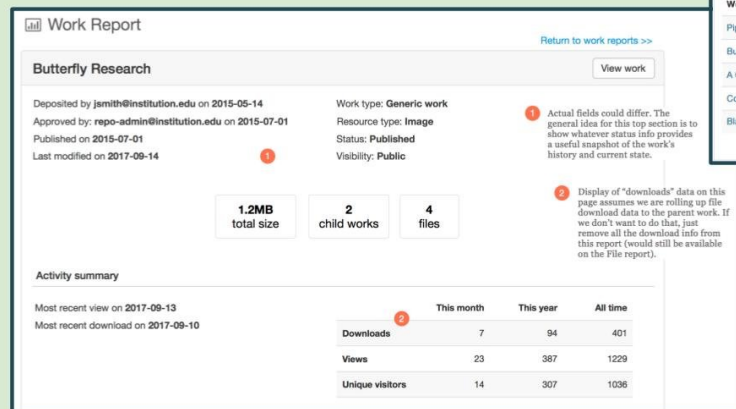 Work Report
Return to work reports >>
Butterfly Research
View work
Deposited by jsmith@institution.edu on 2015-05-14
Approved by: repo-admin@institution.edu on 2015-07-01
Published on 2015-07-01
Last modified on 2017-09-14
1
Work type: Generic work
Resource type: Image
Status: Published
Visibility: Public
1 Actual fields could differ. The
general idea for this top section is to
show whatever status info provides
a useful snapshot of the work's
history and current state.
1.2MB
total size
2
child works
4
files
2 Display of "downloads" data on this
page assumes we are rolling up file
download data to the parent work. If
we don't want to do that, just
remove all the download info from
this report (would still be available
on the File report).
Activity summary
Most recent view on 2017-09-13
Most recent download on 2017-09-10
This month This year All time
2
Downloads 7 94 401
Views 23 387 1229
Unique visitors 14 307 1036